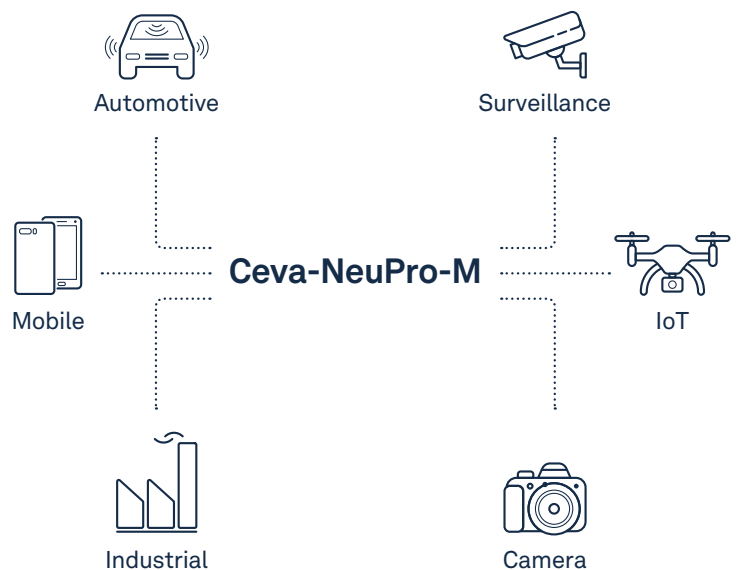 Automotive
Surveillance
Ceva-NeuPro-M
Mobile
IoT
Industrial
Camera